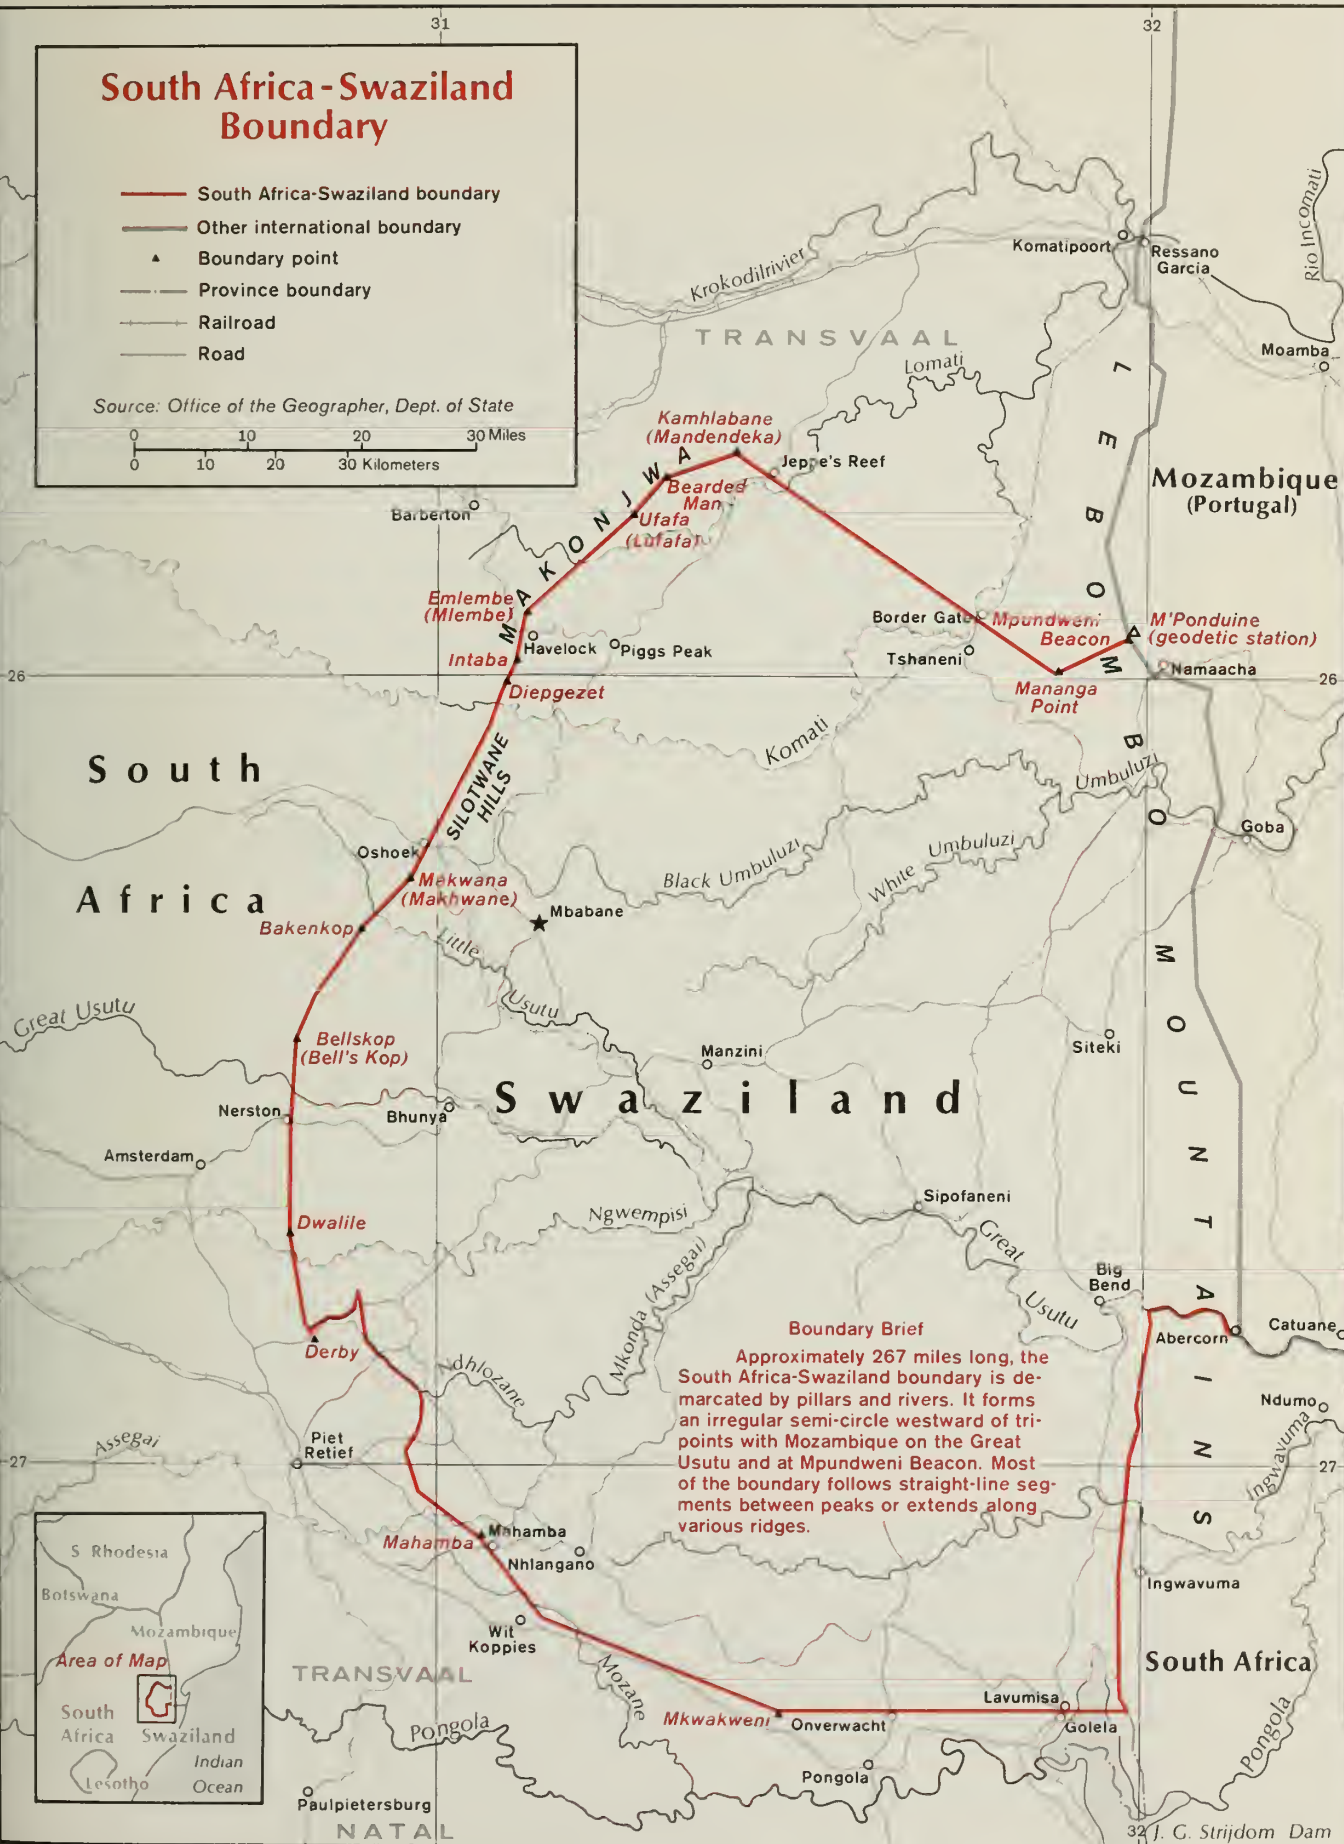 31
32
South Africa-Swaziland
Boundary
South Africa-Swaziland boundary
Other international boundary
Boundary point
Province boundary
Railroad
Road
Source: Office of the Geographer, Dept. of State
0 10 20 30 Miles
0 10 20 30 Kilometers
Krokodilrivier
Komatipoort
Ressano
Garcia
Rio Incomati
TRANSVAAL
Lomati
Moamba
Kamhlabane
(Mandendeka)
Jeppe's Reef
Bearded
Man
Ufafa
(Lufafa)
Barberton
MAKONJWA
Mozambique
(Portugal)
LEBOMBO MOUNTAINS
Emlembe
(Mlembe)
Havelock
Piggs Peak
Intaba
Diepgezet
Border Gate
Tshaneni
Mpundweni
Beacon
M'Ponduine
(geodetic station)
Namaacha
Mananga
Point
26
26
South
Africa
SILOTWANE
HILLS
Komati
Umbuluzi
Goba
Oshoek
Makwana
(Makhwane)
Black Umbuluzi
White Umbuluzi
Bakenkop
Mbabane
Little
Usutu
Great Usutu
Bellskop
(Bell's Kop)
Manzini
Siteki
Swaziland
Nerston
Bhunya
Amsterdam
Dwalile
Ngwempisi
Sipofaneni
Great
Usutu
Big
Bend
Mkonda (Assegai)
Abercorn
Catuane
Derby
Ndhlozane
Boundary Brief
Approximately 267 miles long, the
South Africa-Swaziland boundary is de-
marcated by pillars and rivers. It forms
an irregular semi-circle westward of tri-
points with Mozambique on the Great
Usutu and at Mpundweni Beacon. Most
of the boundary follows straight-line seg-
ments between peaks or extends along
various ridges.
Ndumo
Ingwavuma
Assegai
Piet
Retief
27
27
Mahamba
Mahamba
Nhlangano
Ingwavuma
Wit
Koppies
Mozane
South Africa
TRANSVAAL
Pongola
Mkwakweni
Onverwacht
Lavumisa
Golela
Pongola
Pongola
Paulpietersburg
NATAL
32
J. G. Strijdom Dam
S Rhodesia
Botswana
Mozambique
Area of Map
South
Africa
Swaziland
Lesotho
Indian
Ocean